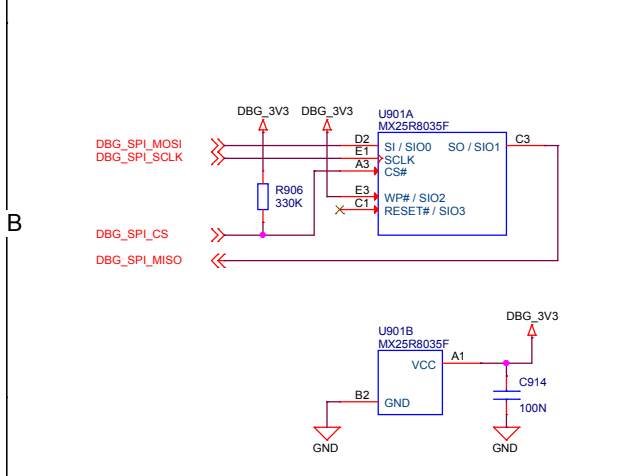 DBG_3V3 DBG_3V3
U901A
MX25R8035F
DBG_SPI_MOSI
DBG_SPI_SCLK
D2
E1
A3
SI / SIO0
SO / SIO1
C3
SCLK
CS#
R906
330K
E3
C1
WP# / SIO2
RESET# / SIO3
B
DBG_SPI_CS
DBG_SPI_MISO
DBG_3V3
U901B
MX25R8035F
VCC
A1
C914
100N
B2
GND
GND
GND